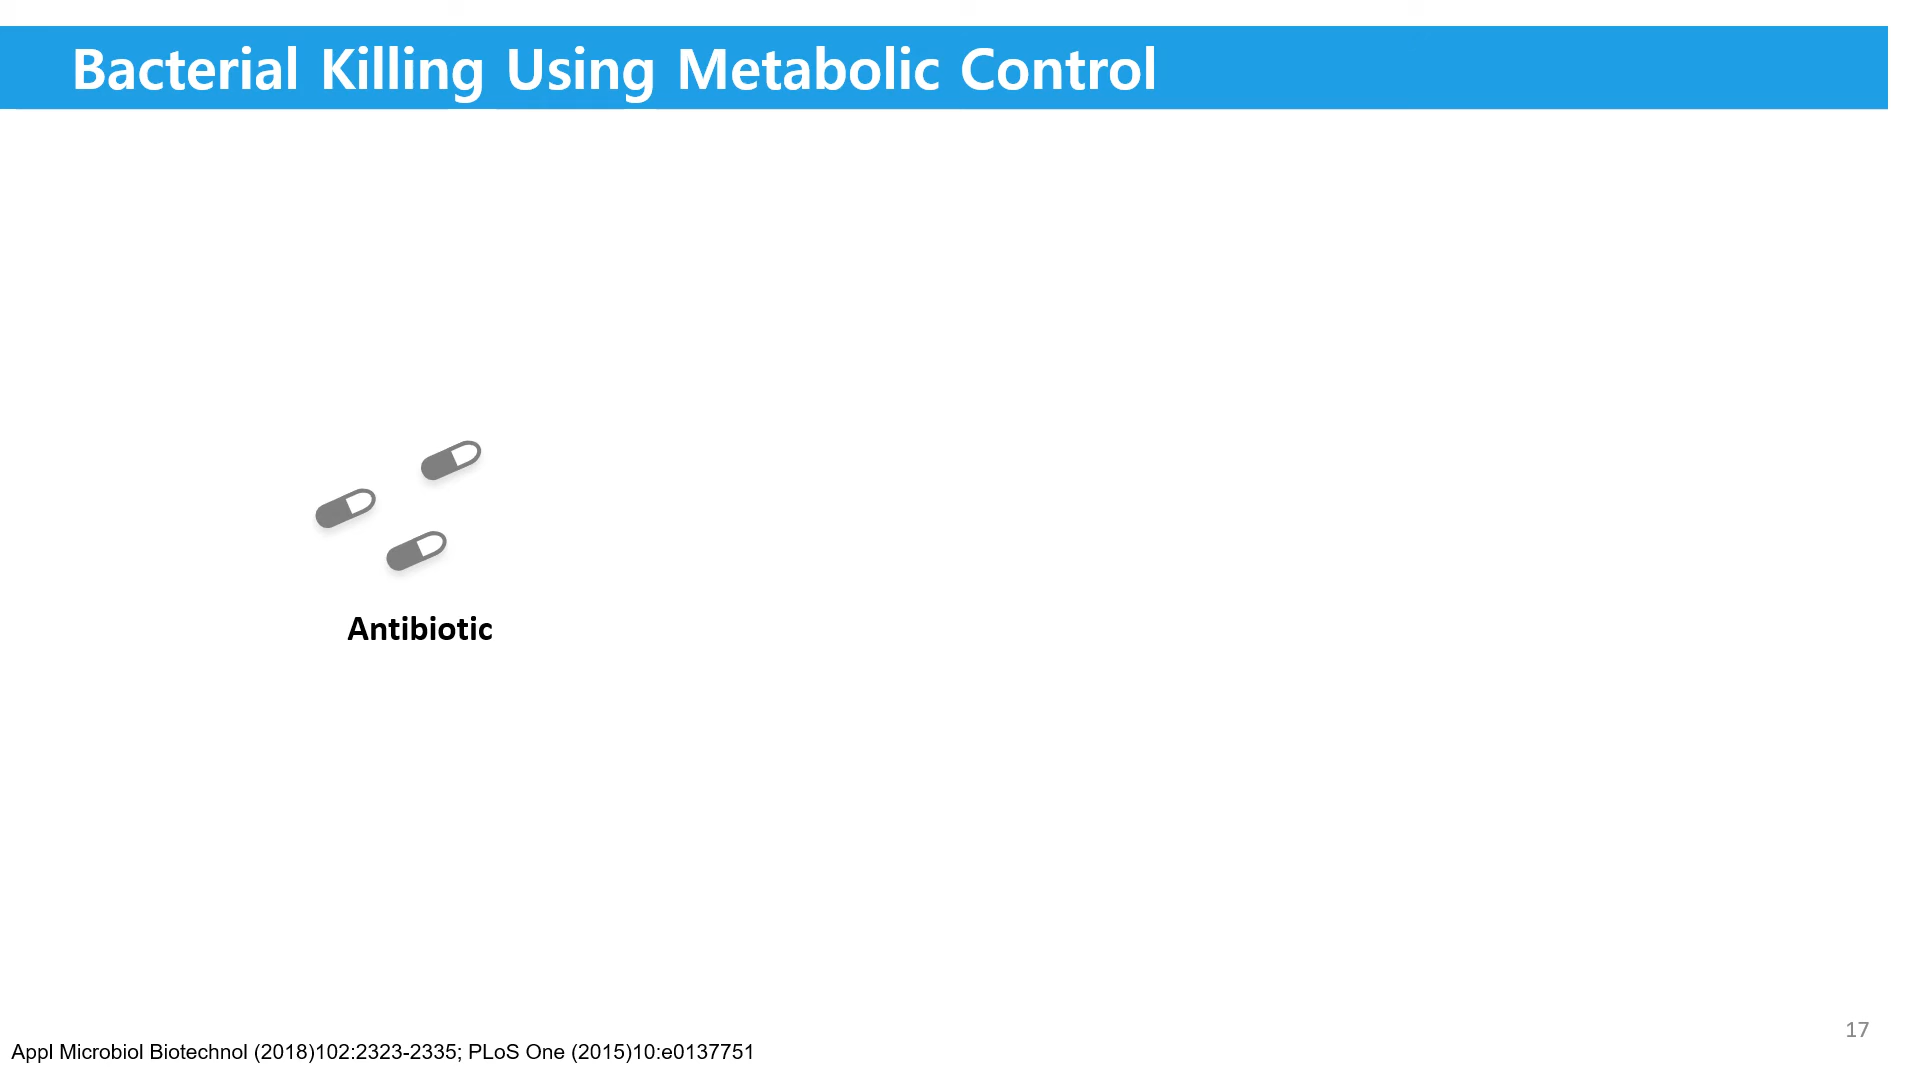 Bacterial Killing Using Metabolic Control
Antibiotic
17
Appl Microbiol Biotechnol (2018)102:2323-2335; PLoS One (2015)10:e0137751